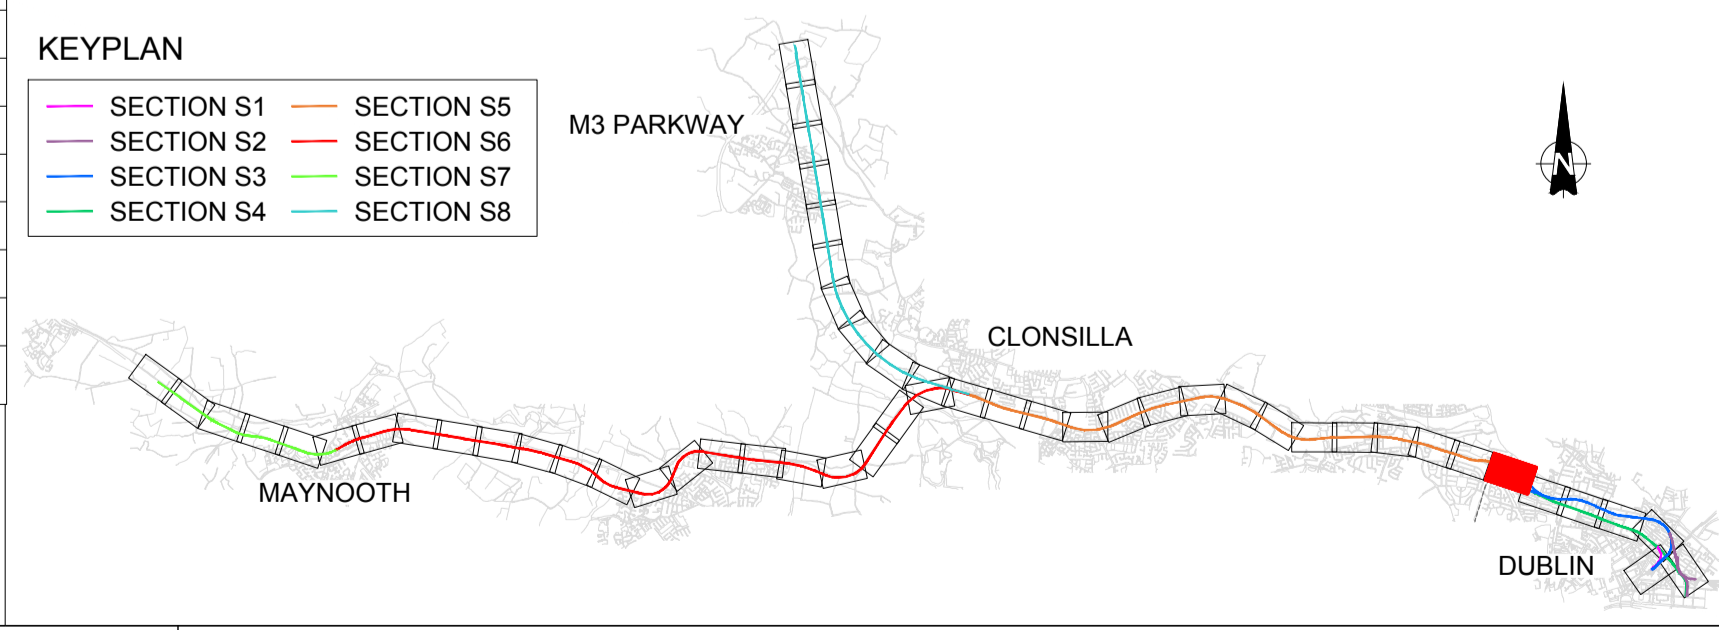 KEYPLAN
SECTION S1
SECTION S2
SECTION S3
SECTION S4
SECTION S5
SECTION S6
SECTION S7
SECTION S8
M3 PARKWAY
N
CLONSILLA
MAYNOOTH
DUBLIN